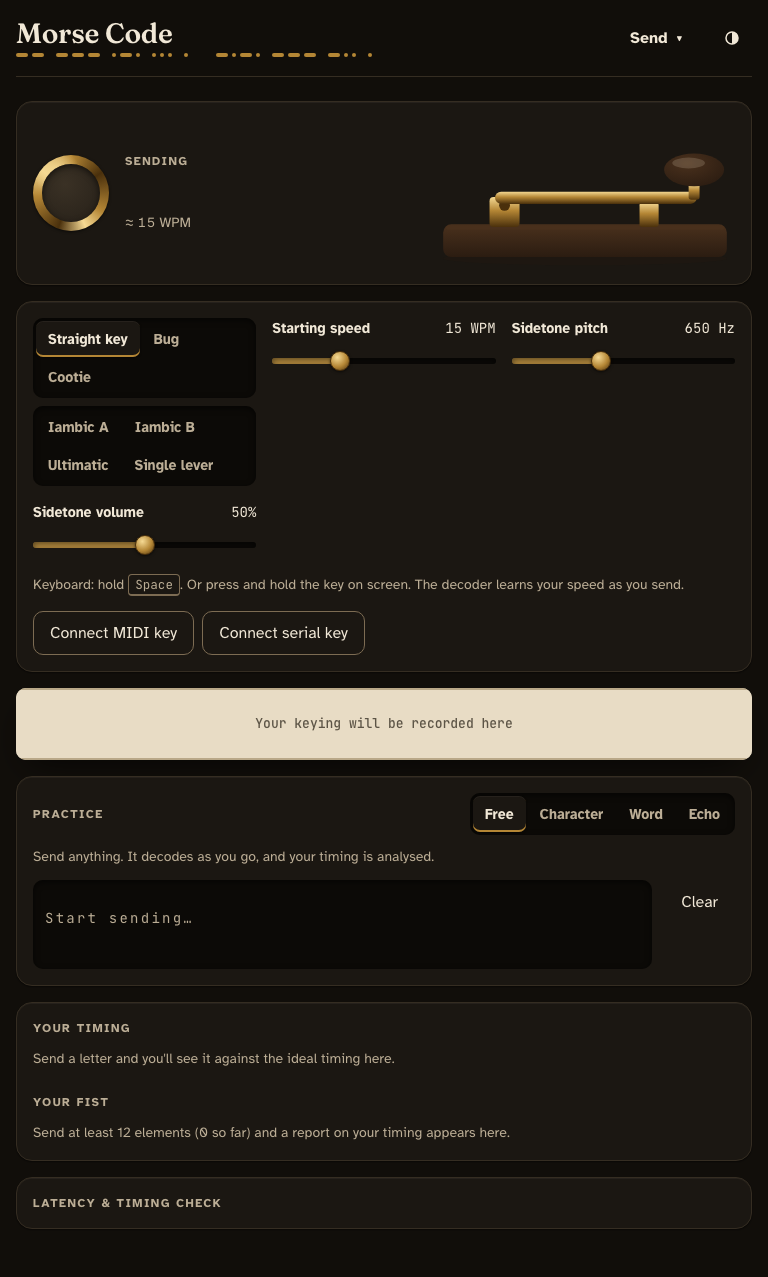 Morse Code
Send ▾
SENDING
≈ 15 WPM
Straight key Bug
Cootie
Iambic A Iambic B
Ultimatic Single lever
Starting speed 15 WPM
Sidetone pitch 650 Hz
Sidetone volume 50%
Keyboard: hold Space. Or press and hold the key on screen. The decoder learns your speed as you send.
Connect MIDI key Connect serial key
Your keying will be recorded here
PRACTICE
Free Character Word Echo
Send anything. It decodes as you go, and your timing is analysed.
Start sending…
Clear
YOUR TIMING
Send a letter and you'll see it against the ideal timing here.
YOUR FIST
Send at least 12 elements (0 so far) and a report on your timing appears here.
LATENCY & TIMING CHECK